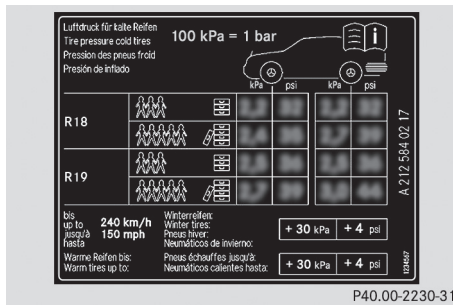 Luftdruck für kalte Reifen
Tire pressure cold tires
Pression des pneus froid
Presión de inflado
100 kPa = 1 bar
i
kPa psi kPa psi
R18
R19
A 212 584 02 17
bis
up to
jusqu'à
hasta
240 km/h
150 mph
Winterreifen:
Winter tires:
Pneus hiver:
Neumáticos de invierno:
+ 30 kPa + 4 psi
Warme Reifen bis:
Warm tires up to:
Pneus échauffes jusqu'à:
Neumáticos calientes hasta:
+ 30 kPa + 4 psi
1234567
P40.00-2230-31